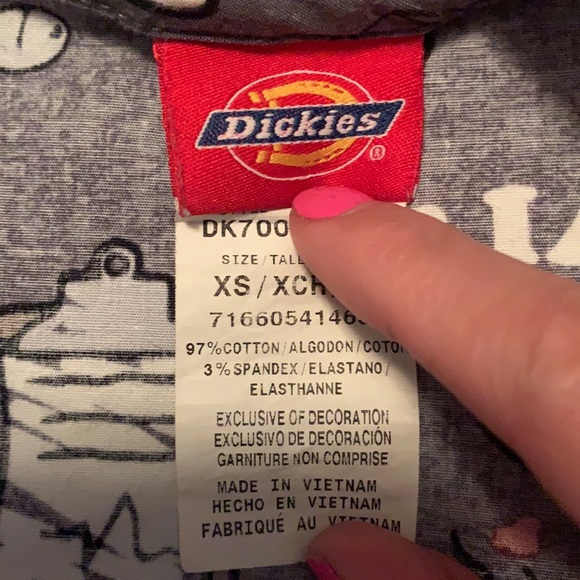 Dickies
®
DK700
SIZE/TALL
XS/XCH
7166054146
97%COTTON/ALGODON/COTO
3%SPANDEX/ELASTANO/
ELASTHANNE
EXCLUSIVE OF DECORATION
EXCLUSIVO DE DECORACIÓN
GARNITURE NON COMPRISE
MADE IN VIETNAM
HECHO EN VIETNAM
FABRIQUÉ AU VIETNAM